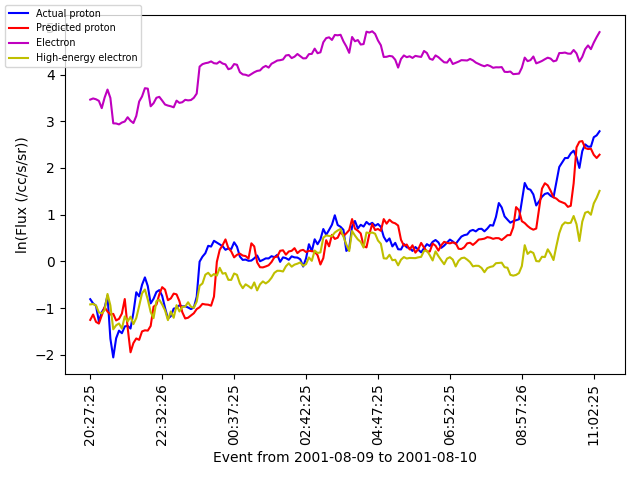 Actual proton
Predicted proton
Electron
High-energy electron
ln(Flux (/cc/s/sr))
4
3
2
1
0
−1
−2
20:27:25
22:32:26
00:37:25
02:42:25
04:47:25
06:52:25
08:57:26
11:02:25
Event from 2001-08-09 to 2001-08-10